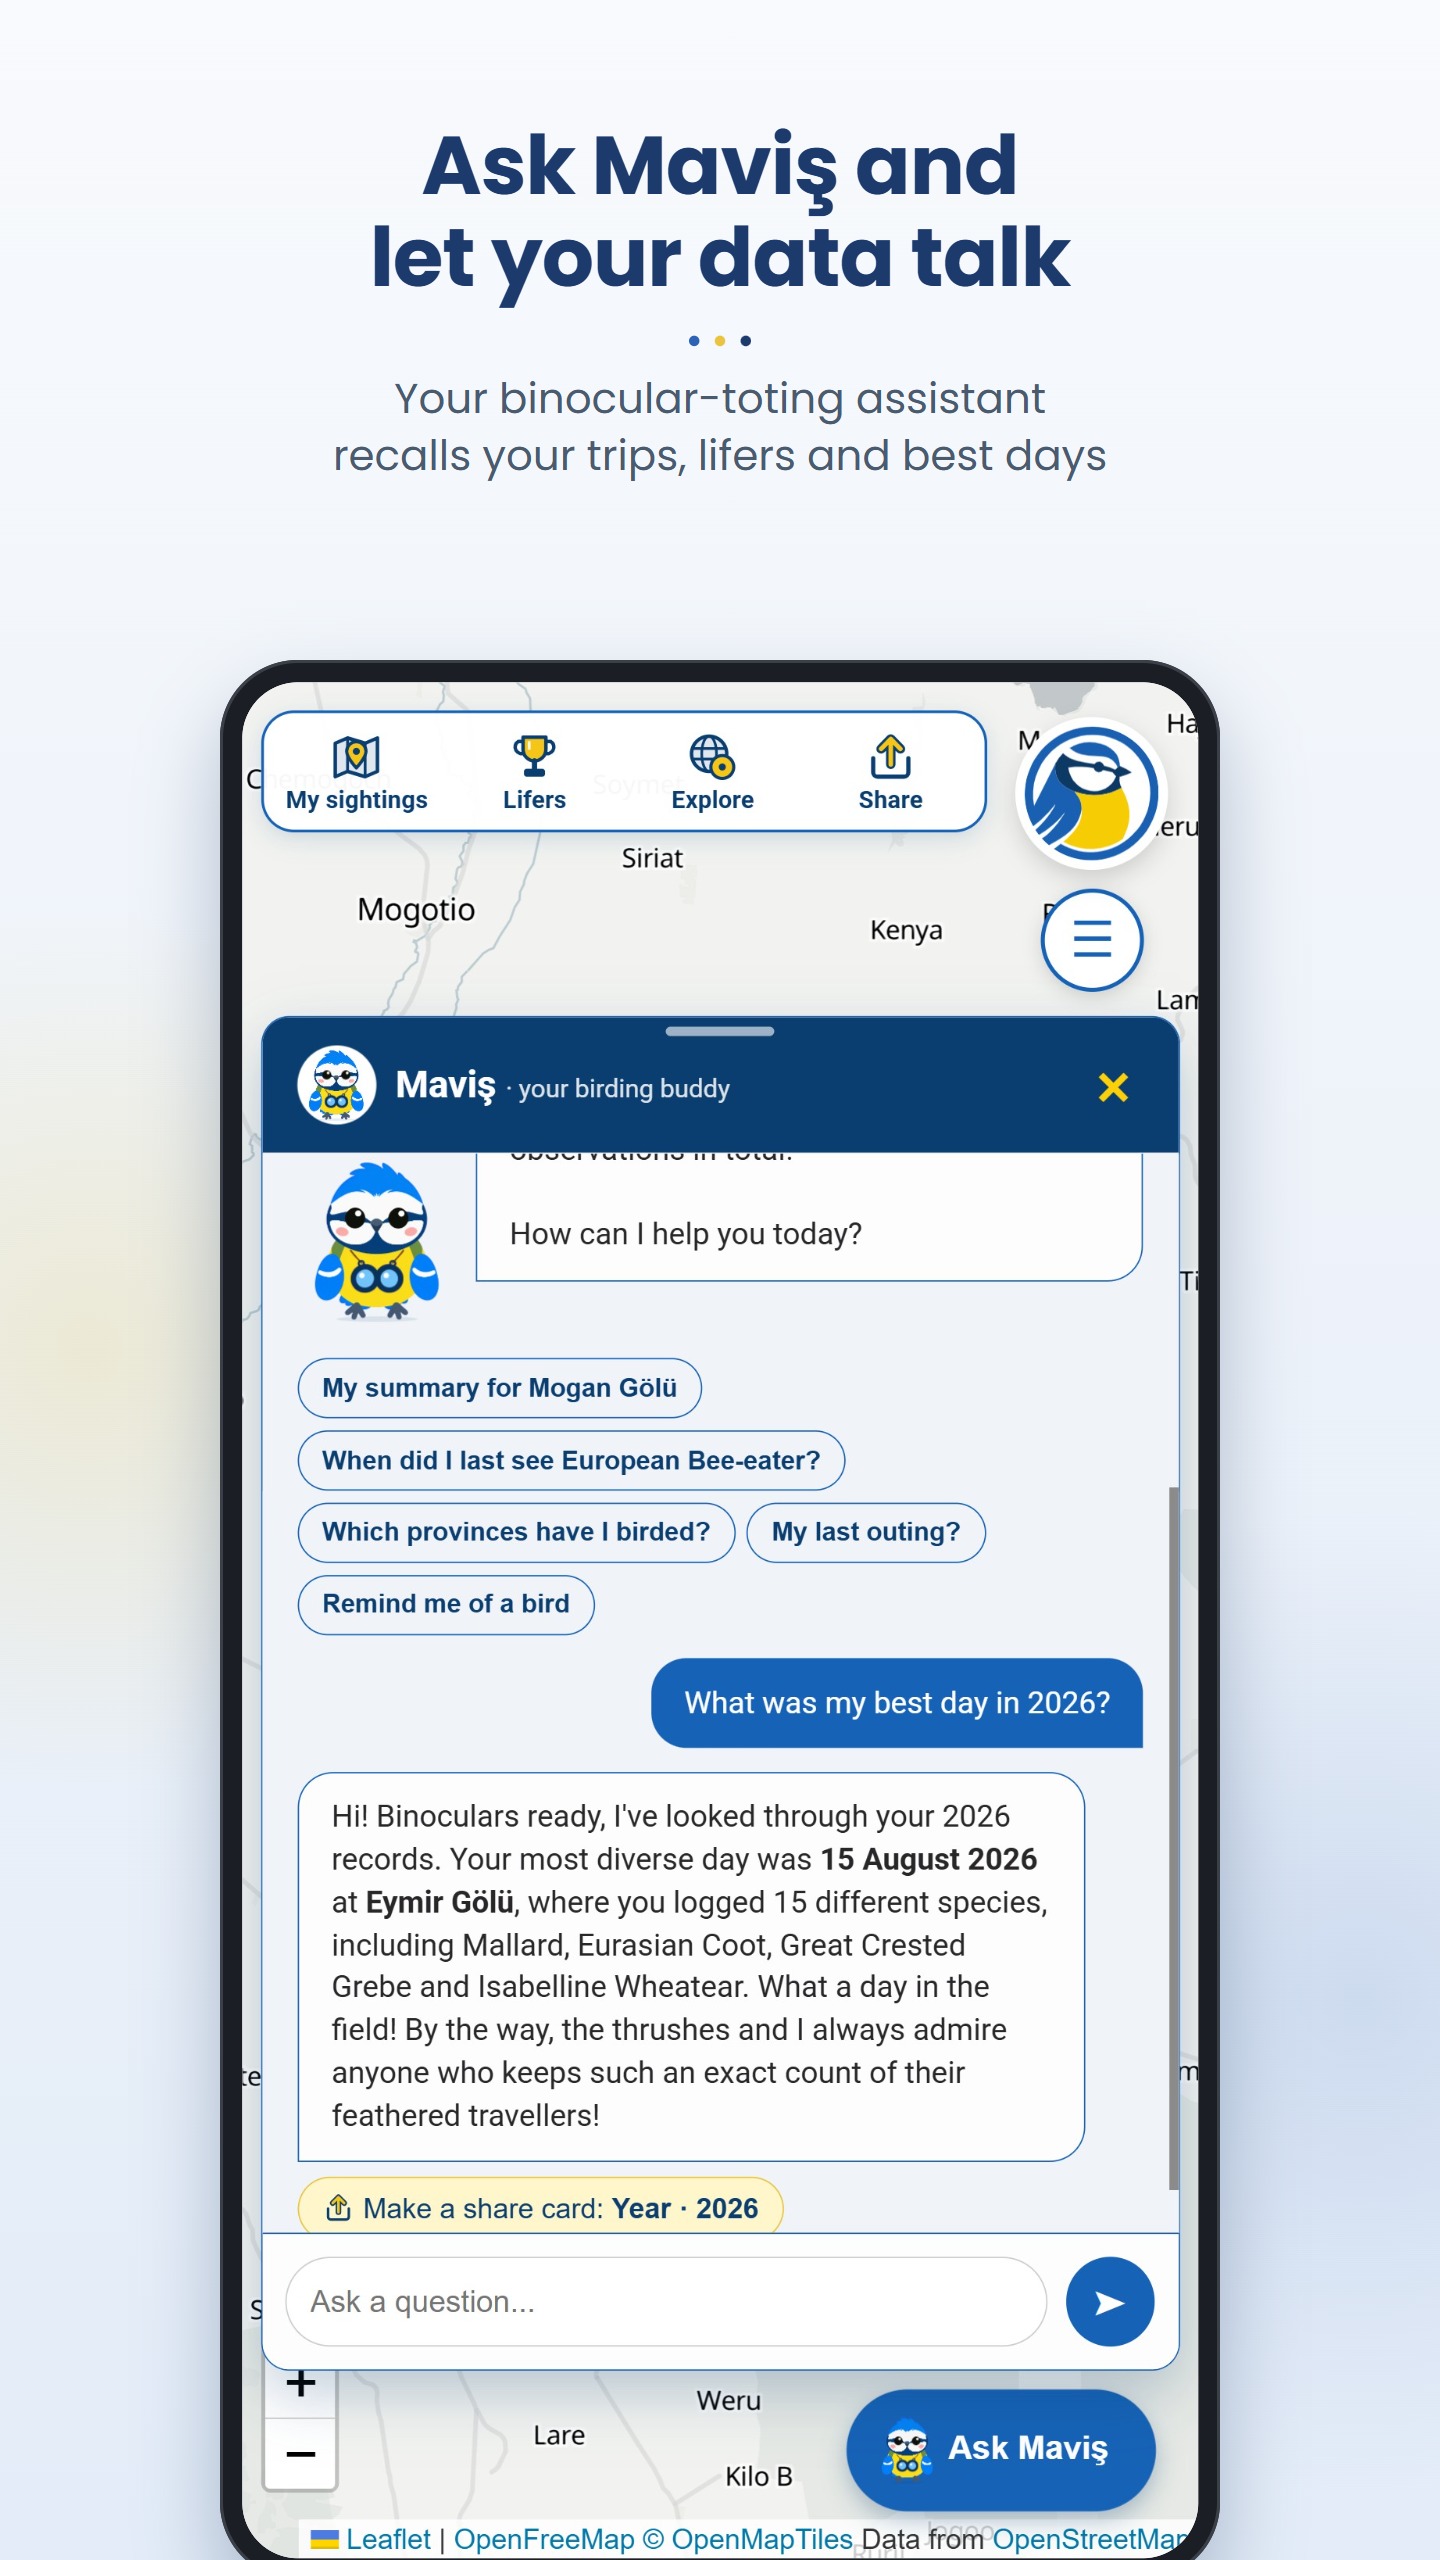 Ask Maviş and
let your data talk
Your binocular-toting assistant
recalls your trips, lifers and best days
My sightings
Lifers
Explore
Share
Siriat
Mogotio
Kenya
Maviş · your birding buddy
observations in total.
How can I help you today?
My summary for Mogan Gölü
When did I last see European Bee-eater?
Which provinces have I birded?
My last outing?
Remind me of a bird
What was my best day in 2026?
Hi! Binoculars ready, I've looked through your 2026
records. Your most diverse day was 15 August 2026
at Eymir Gölü, where you logged 15 different species,
including Mallard, Eurasian Coot, Great Crested
Grebe and Isabelline Wheatear. What a day in the
field! By the way, the thrushes and I always admire
anyone who keeps such an exact count of their
feathered travellers!
Make a share card: Year · 2026
Ask a question...
+
−
Weru
Lare
Kilo B
Ask Maviş
Leaflet | OpenFreeMap © OpenMapTiles Data from OpenStreetMap